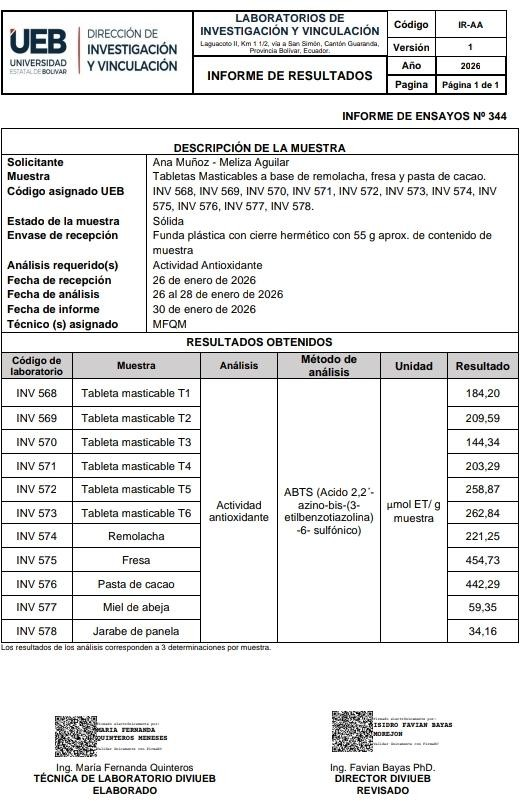 UEB
UNIVERSIDAD
ESTATAL DE BOLIVAR
DIRECCIÓN DE
INVESTIGACIÓN
Y VINCULACIÓN
LABORATORIOS DE
INVESTIGACIÓN Y VINCULACIÓN
Laguacoto II, Km 1 1/2, vía a San Simón, Cantón Guaranda,
Provincia Bolívar, Ecuador.
INFORME DE RESULTADOS
Código IR-AA
Versión 1
Año 2026
Pagina Página 1 de 1
INFORME DE ENSAYOS Nº 344
DESCRIPCIÓN DE LA MUESTRA
Solicitante Ana Muñoz - Meliza Aguilar
Muestra Tabletas Masticables a base de remolacha, fresa y pasta de cacao.
Código asignado UEB INV 568, INV 569, INV 570, INV 571, INV 572, INV 573, INV 574, INV
575, INV 576, INV 577, INV 578.
Estado de la muestra Sólida
Envase de recepción Funda plástica con cierre hermético con 55 g aprox. de contenido de
muestra
Análisis requerido(s) Actividad Antioxidante
Fecha de recepción 26 de enero de 2026
Fecha de análisis 26 al 28 de enero de 2026
Fecha de informe 30 de enero de 2026
Técnico (s) asignado MFQM
RESULTADOS OBTENIDOS
Código de laboratorio Muestra Análisis Método de análisis Unidad Resultado
INV 568 Tableta masticable T1 184,20
INV 569 Tableta masticable T2 209,59
INV 570 Tableta masticable T3 144,34
INV 571 Tableta masticable T4 203,29
INV 572 Tableta masticable T5 258,87
INV 573 Tableta masticable T6 262,84
INV 574 Remolacha 221,25
INV 575 Fresa 454,73
INV 576 Pasta de cacao 442,29
INV 577 Miel de abeja 59,35
INV 578 Jarabe de panela 34,16
Actividad
antioxidante
ABTS (Acido 2,2´-
azino-bis-(3-
etilbenzotiazolina)
-6- sulfónico)
µmol ET/ g
muestra
Los resultados de los análisis corresponden a 3 determinaciones por muestra.
Firmado electrónicamente por:
MARIA FERNANDA
QUINTEROS MENESES
Validar únicamente con FirmaEC
Firmado electrónicamente por:
ISIDRO FAVIAN BAYAS
MOREJON
Validar únicamente con FirmaEC
Ing. María Fernanda Quinteros
TÉCNICA DE LABORATORIO DIVIUEB
ELABORADO
Ing. Favian Bayas PhD.
DIRECTOR DIVIUEB
REVISADO